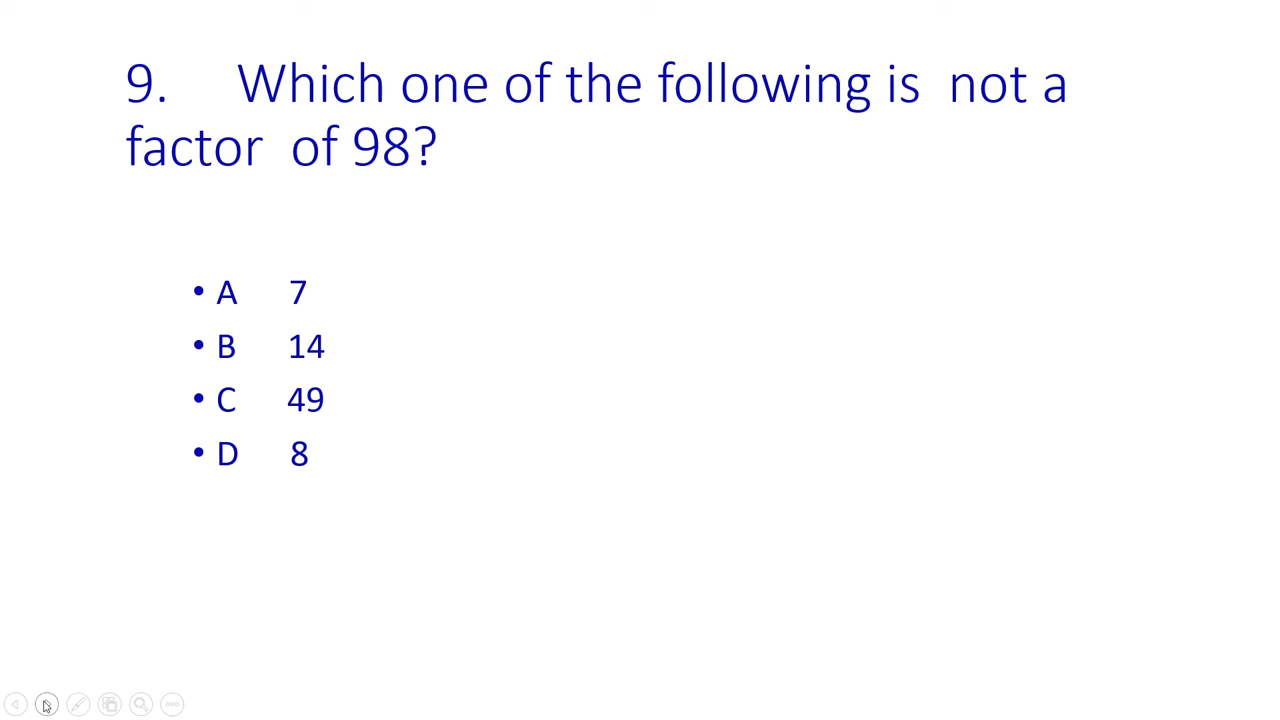 9. Which one of the following is not a
factor of 98?
• A 7
• B 14
• C 49
• D 8